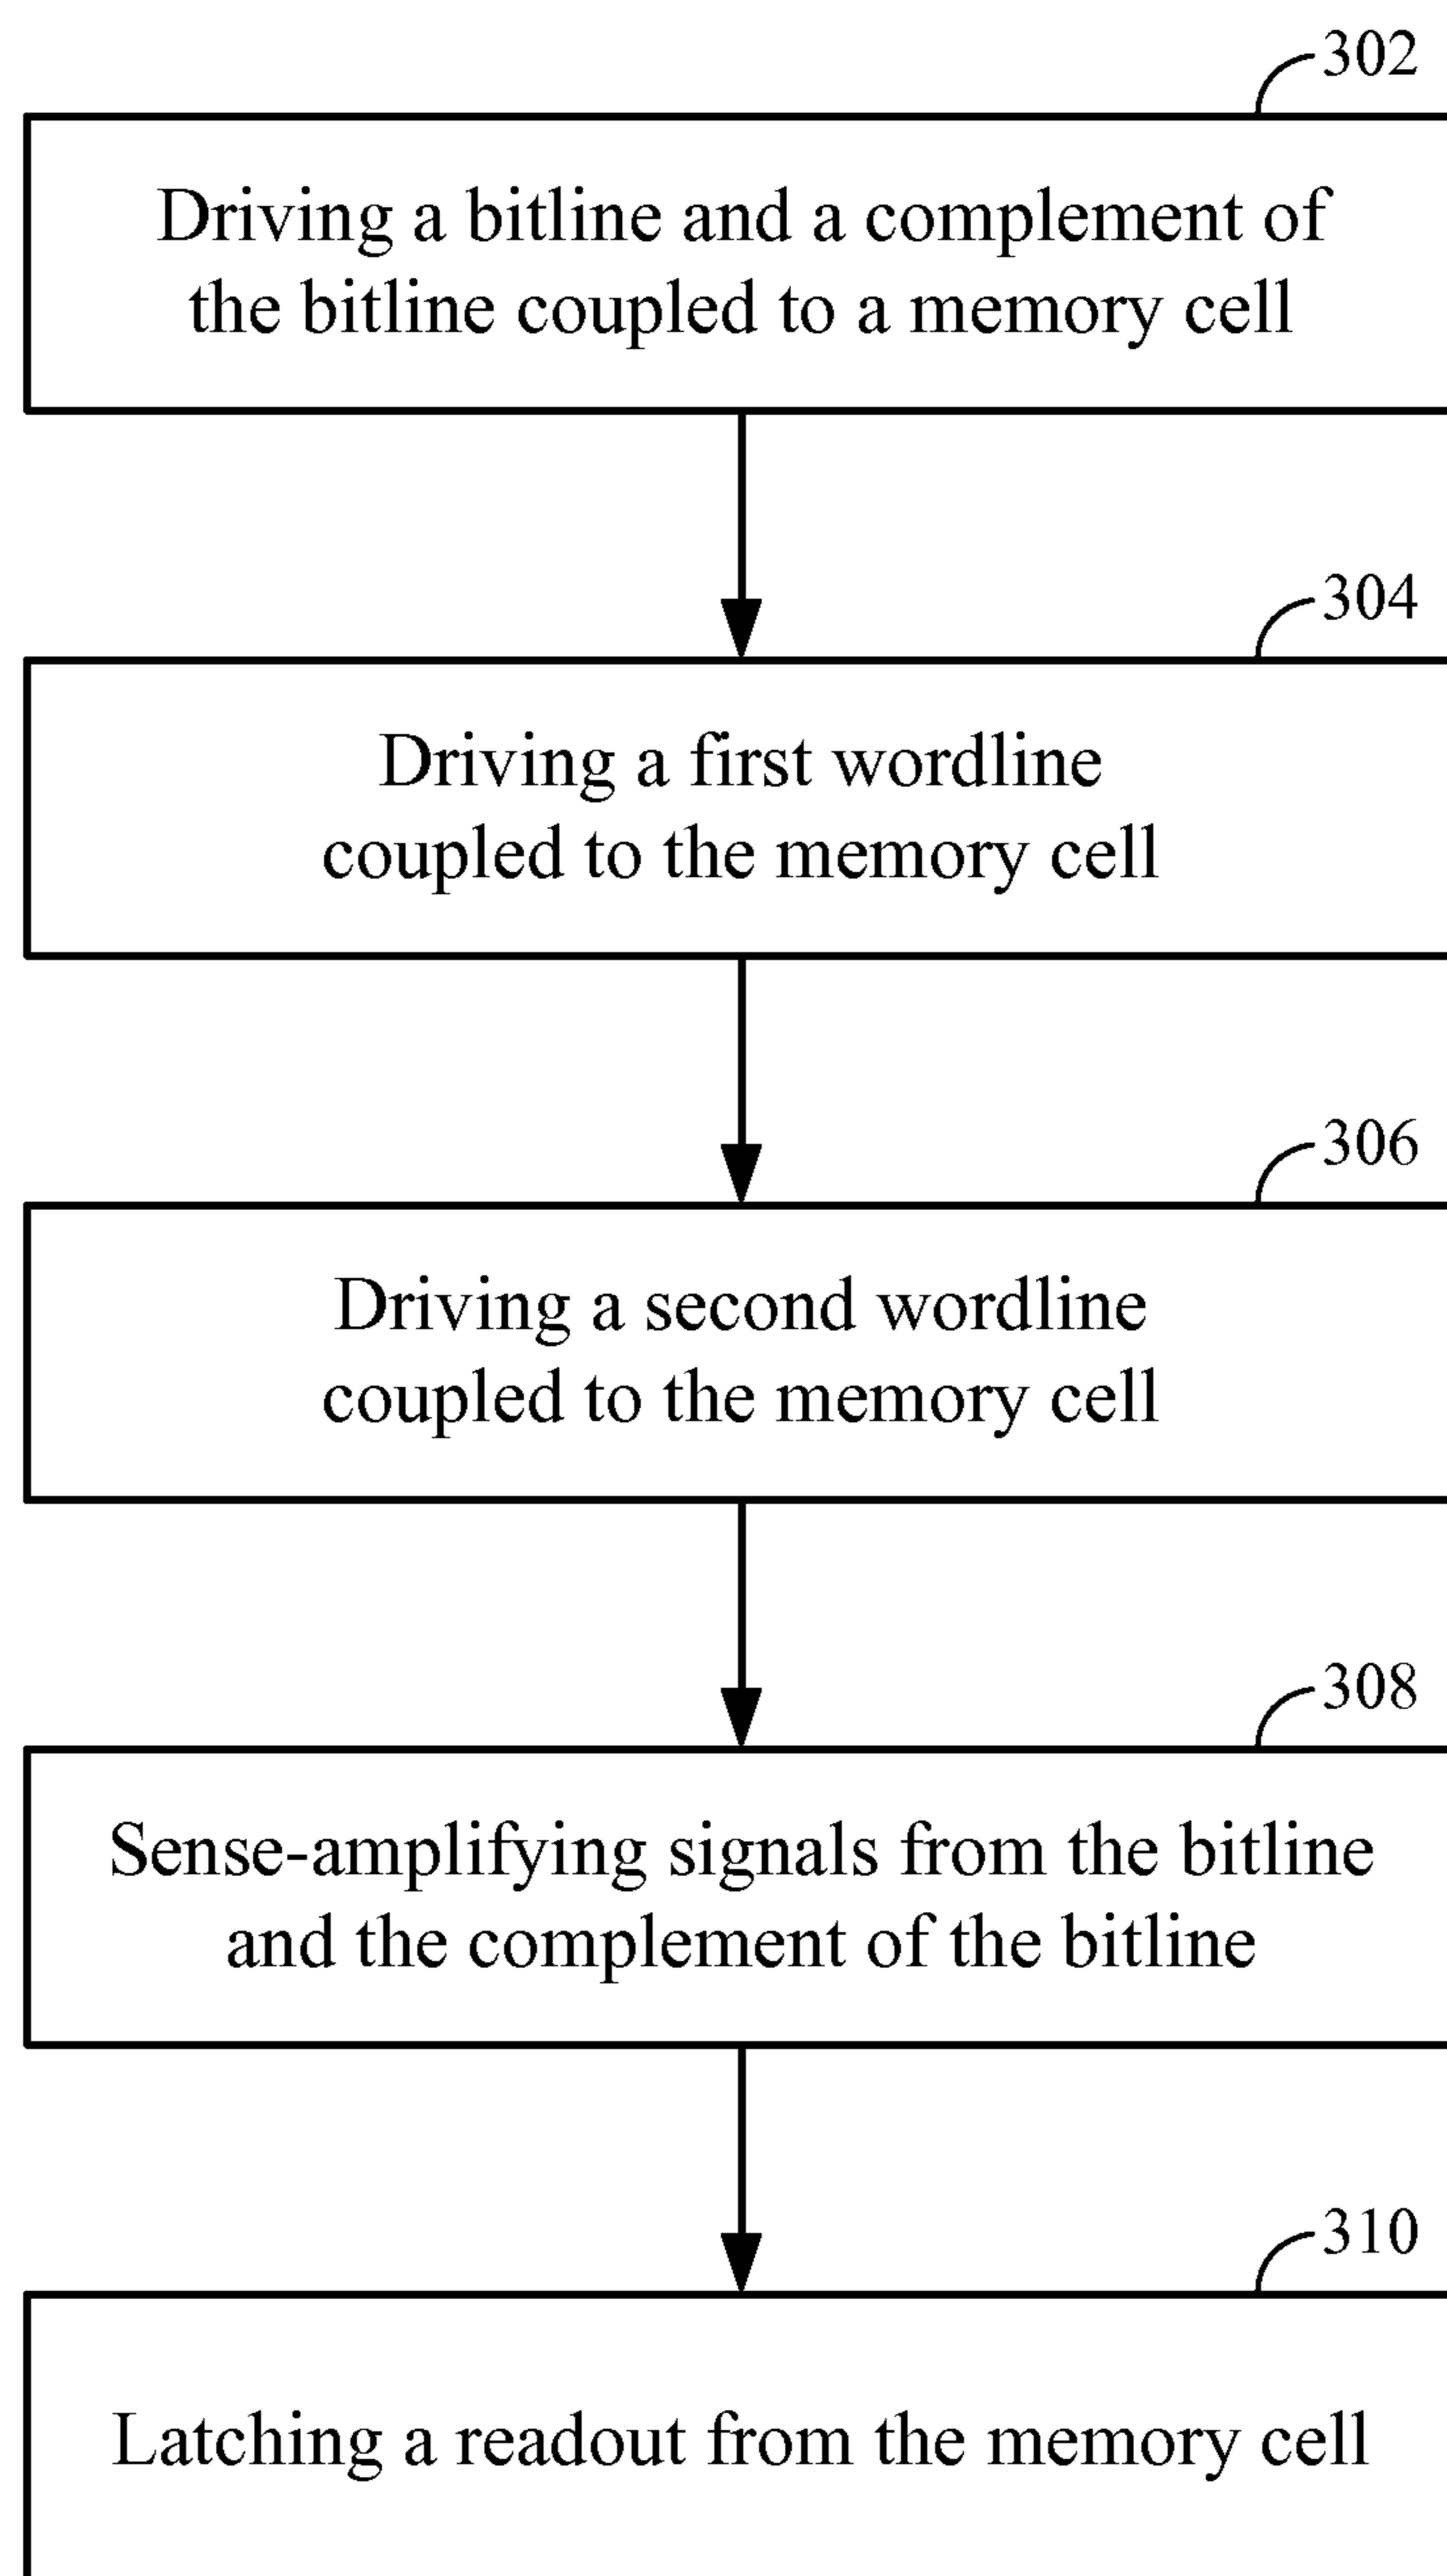 302
Driving a bitline and a complement of
the bitline coupled to a memory cell
304
Driving a first wordline
coupled to the memory cell
306
Driving a second wordline
coupled to the memory cell
308
Sense-amplifying signals from the bitline
and the complement of the bitline
310
Latching a readout from the memory cell